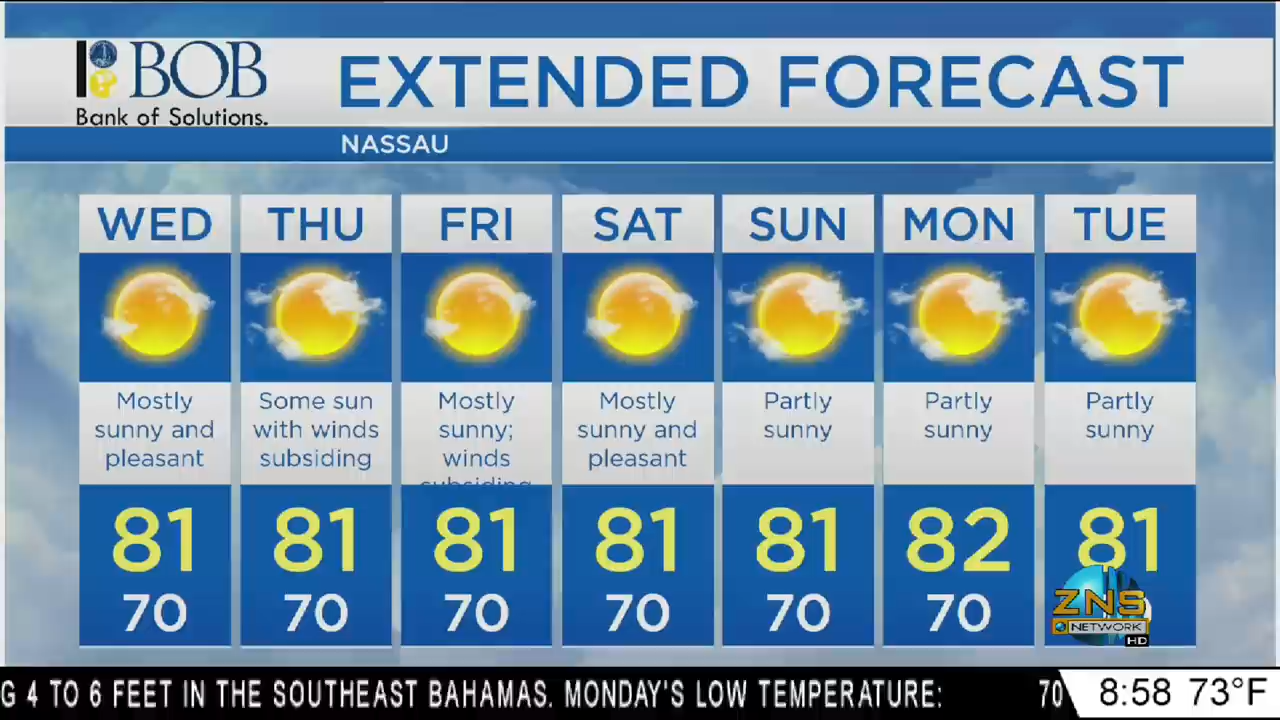 BOB
Bank of Solutions.
EXTENDED FORECAST
NASSAU
WED THU FRI SAT SUN MON TUE
Mostly
sunny and
pleasant
Some sun
with winds
subsiding
Mostly
sunny;
winds
subsiding
Mostly
sunny and
pleasant
Partly
sunny
Partly
sunny
Partly
sunny
81 81 81 81 81 82 81
70 70 70 70 70 70
ZNS
NETWORK
HD
G 4 TO 6 FEET IN THE SOUTHEAST BAHAMAS. MONDAY'S LOW TEMPERATURE: 70
8:58 73°F